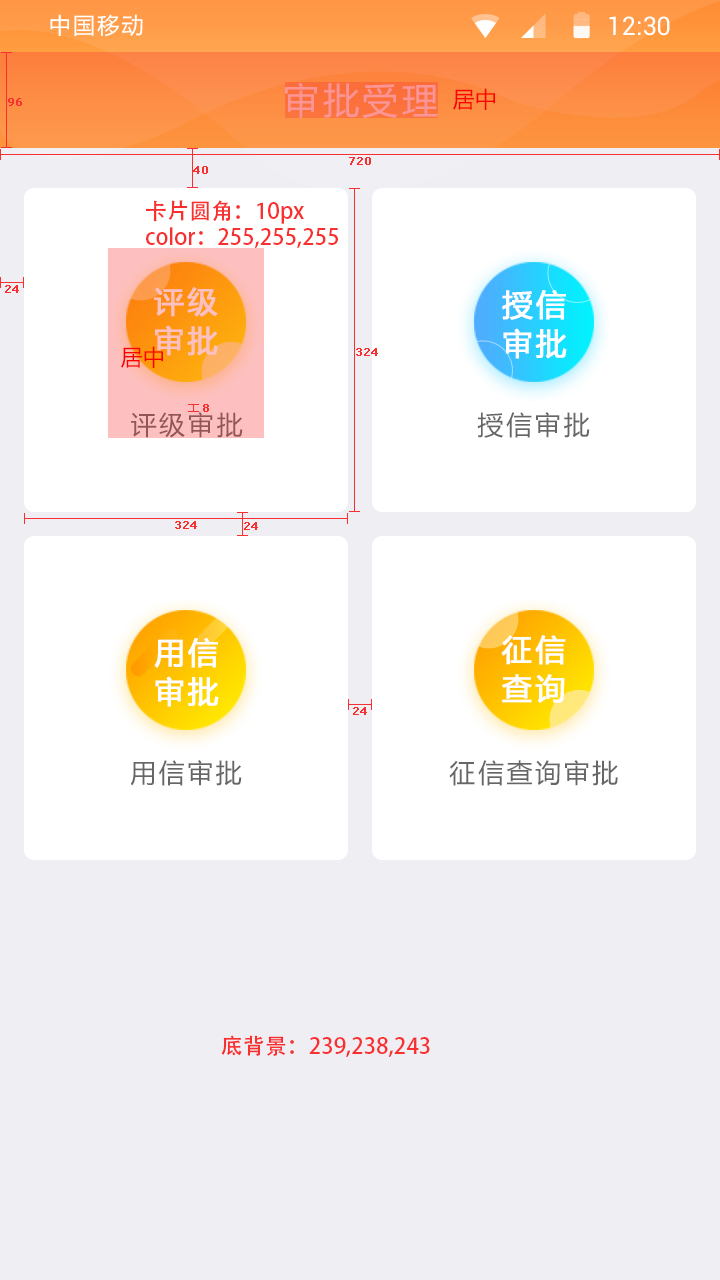 中国移动 12:30
96
审批受理 居中
720
40
卡片圆角：10px
color：255,255,255
24
评级
审批
居中
8
评级审批
324
授信
审批
授信审批
324
24
用信
审批
用信审批
24
征信
查询
征信查询审批
底背景：239,238,243